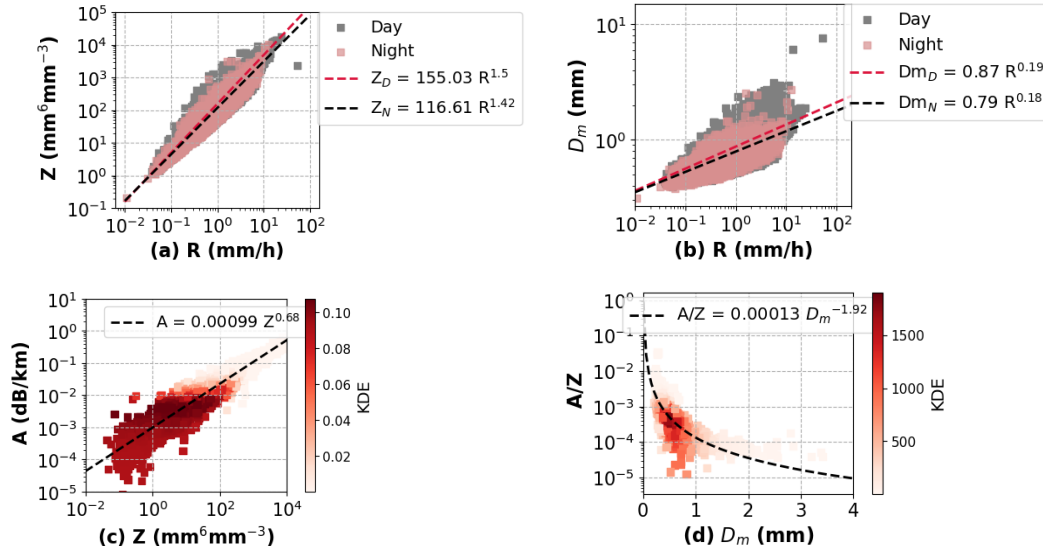 10^5
10^4
10^3
10^2
10^1
10^0
10^−1
Z (mm^6mm^−3)
10^−2 10^−1 10^0 10^1 10^2
(a) R (mm/h)
Day
Night
Z_D = 155.03 R^1.5
Z_N = 116.61 R^1.42
10^0
D_m (mm)
10^−2 10^−1 10^0 10^1 10^2
(b) R (mm/h)
Day
Night
Dm_D = 0.87 R^0.19
Dm_N = 0.79 R^0.18
10^1
10^0
10^−1
10^−2
10^−3
10^−4
10^−5
A (dB/km)
A = 0.00099 Z^0.68
10^−2 10^0 10^2 10^4
(c) Z (mm^6mm^−3)
0.10
0.08
0.06
0.04
0.02
KDE
10^0
10^−1
10^−2
10^−3
10^−4
10^−5
A/Z
A/Z = 0.00013 D_m^−1.92
0 1 2 3 4
(d) D_m (mm)
1500
1000
500
KDE